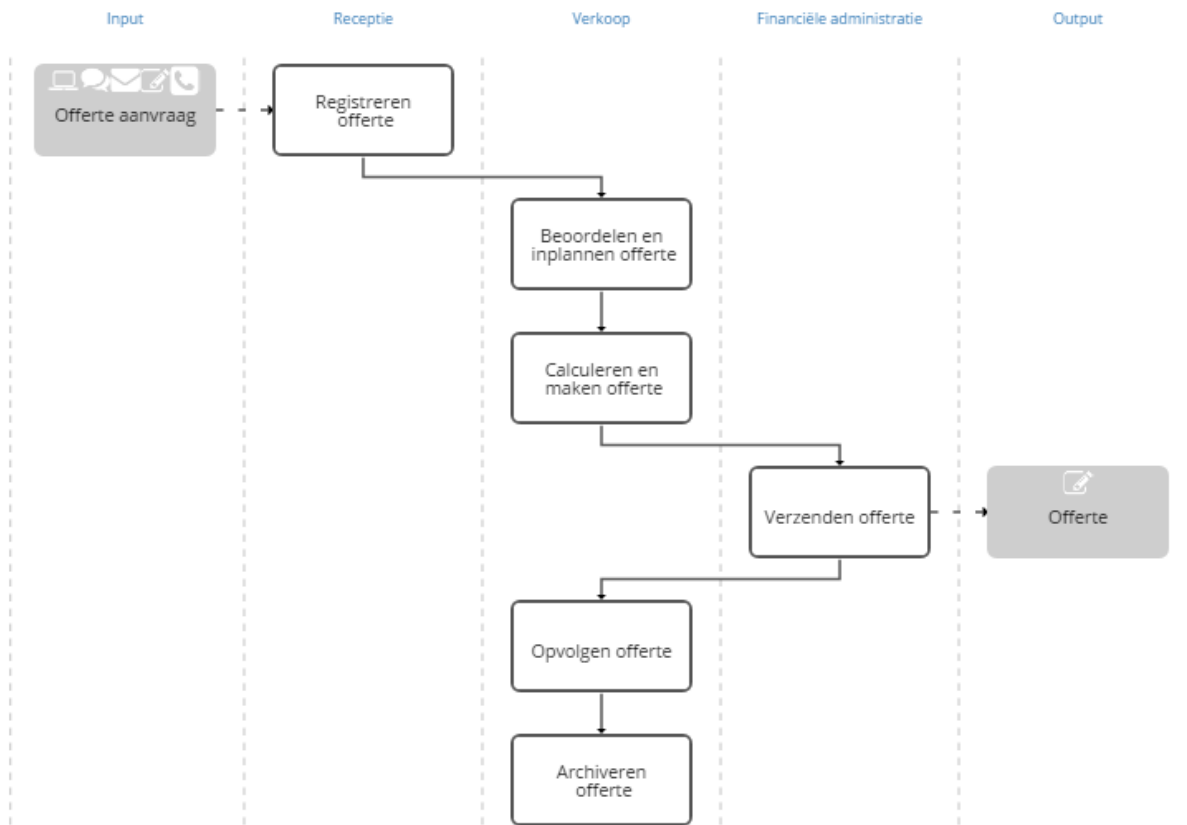 Input
Receptie
Verkoop
Financiële administratie
Output
Offerte aanvraag
Registreren
offerte
Beoordelen en
inplannen offerte
Calculeren en
maken offerte
Verzenden offerte
Offerte
Opvolgen offerte
Archiveren
offerte